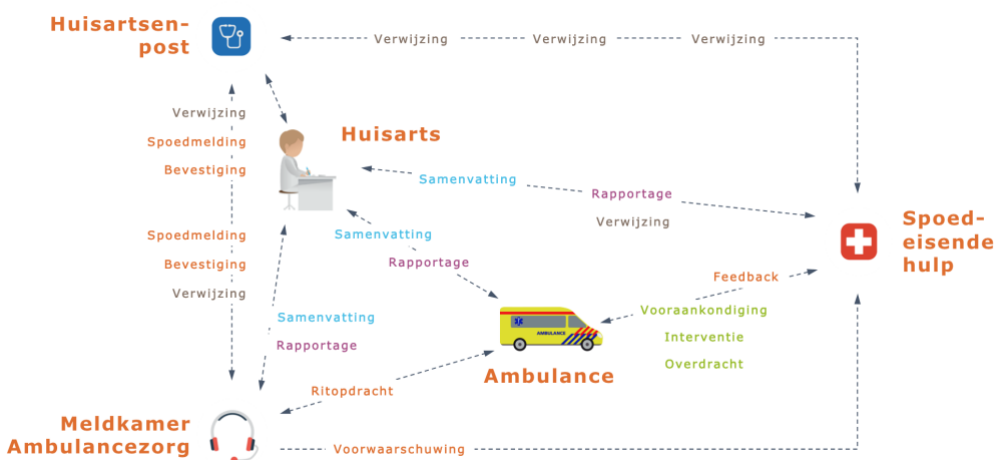 Huisartsen-
post
Verwijzing
Verwijzing
Verwijzing
Verwijzing
Spoedmelding
Bevestiging
Huisarts
Samenvatting
Rapportage
Verwijzing
Spoed-
eisende
hulp
Spoedmelding
Bevestiging
Verwijzing
Samenvatting
Rapportage
Feedback
Vooraankondiging
Interventie
Overdracht
Samenvatting
Rapportage
AMBULANCE
Ambulance
Ritopdracht
Meldkamer
Ambulancezorg
Voorwaarschuwing